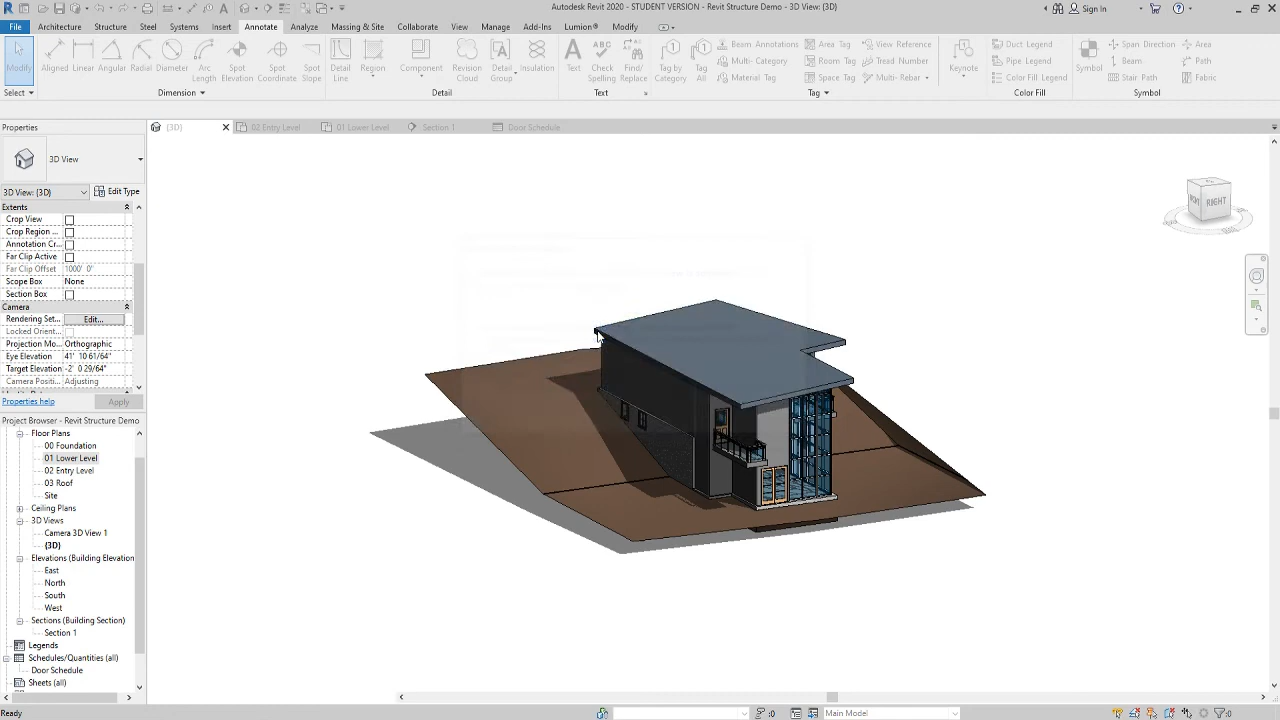 Autodesk Revit 2020 - STUDENT VERSION - Revit Structure Demo - 3D View: {3D}
Sign In
File Architecture Structure Steel Systems Insert Annotate Analyze Massing & Site Collaborate View Manage Add-Ins Lumion® Modify
Modify Aligned Linear Angular Radial Diameter Arc Length Spot Elevation Spot Coordinate Spot Slope Detail Line Region Component Revision Cloud Detail Group Insulation Text Check Spelling Find/ Replace Tag by Category Tag All
Beam Annotations Area Tag View Reference
Multi- Category Room Tag Tread Number
Material Tag Space Tag Multi- Rebar
Keynote
Duct Legend
Pipe Legend
Color Fill Legend
Symbol
Span Direction Area
Beam Path
Stair Path Fabric
Select Dimension Detail Text Tag Color Fill Symbol
Properties
{3D} 02 Entry Level 01 Lower Level Section 1 Door Schedule
3D View
3D View: {3D} Edit Type
Extents
Crop View
Crop Region ...
Annotation Cr...
Far Clip Active
Far Clip Offset 1000' 0"
Scope Box None
Section Box
Camera
Rendering Set... Edit...
Locked Orient...
Projection Mo... Orthographic
Eye Elevation 41' 10 61/64"
Target Elevation -2' 0 29/64"
Camera Positi... Adjusting
Properties help Apply
Project Browser - Revit Structure Demo
Floor Plans
00 Foundation
01 Lower Level
02 Entry Level
03 Roof
Site
Ceiling Plans
3D Views
Camera 3D View 1
{3D}
Elevations (Building Elevation
East
North
South
West
Sections (Building Section)
Section 1
Legends
Schedules/Quantities (all)
Door Schedule
Sheets (all)
RIGHT
Ready
:0
Main Model
:0